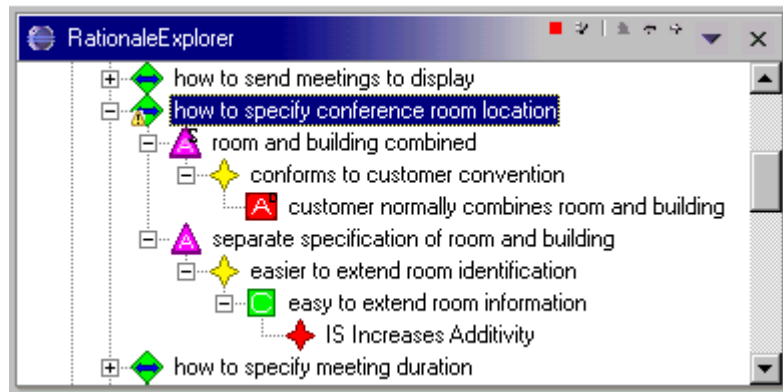 RationaleExplorer
how to send meetings to display
how to specify conference room location
room and building combined
conforms to customer convention
customer normally combines room and building
separate specification of room and building
easier to extend room identification
easy to extend room information
IS Increases Additivity
how to specify meeting duration